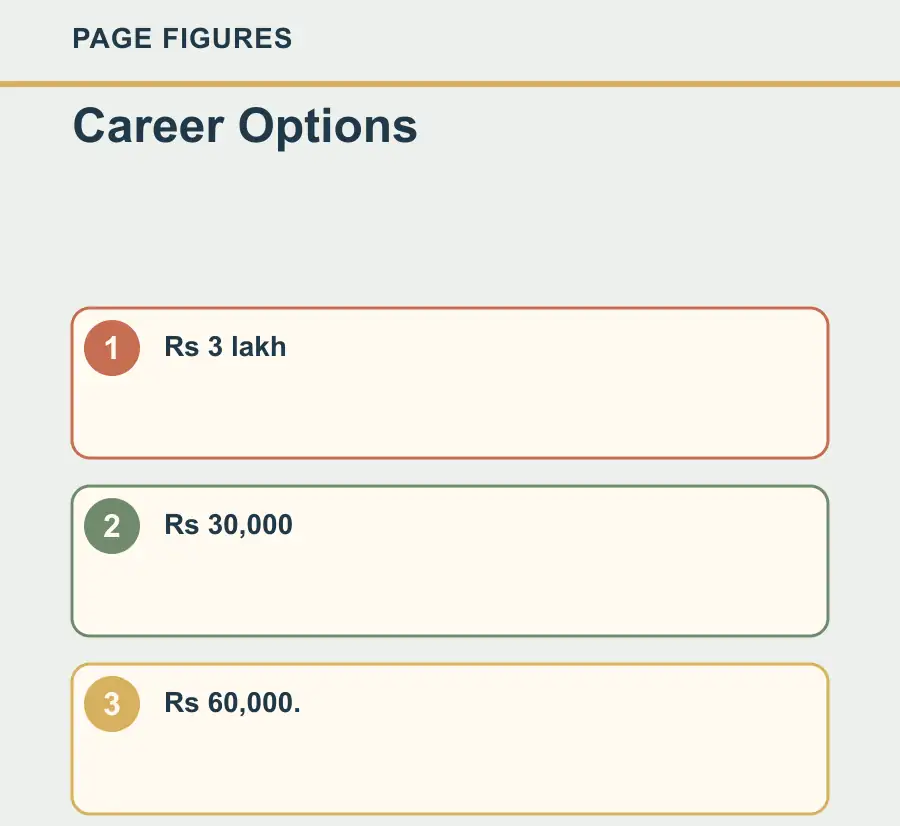 PAGE FIGURES
Career Options
1 Rs 3 lakh
2 Rs 30,000
3 Rs 60,000.